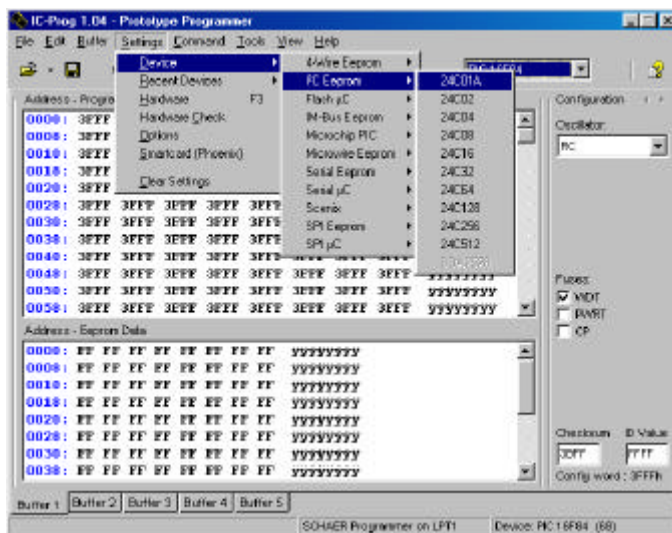 IC-Prog 1.04 - Prototype Programmer
File Edit Buffer Settings Command Tools View Help
Device
Recent Devices
Hardware F3
Hardware Check
Options
Smartcard (Phoenix)
Clear Settings
4-Wire Eeprom
I²C Eeprom
Flash µC
IM-Bus Eeprom
Microchip PIC
Microwire Eeprom
Serial Eeprom
Serial µC
Scenix
SPI Eeprom
SPI µC
24C01A
24C02
24C04
24C08
24C16
24C32
24C64
24C128
24C256
24C512
PIC16F84
Address - Progra
0000: 3FFF
0008: 3FFF
0010: 3FFF
0018: 3FFF
0020: 3FFF
0028: 3FFF 3FFF 3FFF 3FFF 3FFF
0030: 3FFF 3FFF 3FFF 3FFF 3FFF
0038: 3FFF 3FFF 3FFF 3FFF 3FFF
0040: 3FFF 3FFF 3FFF 3FFF 3FFF 3FFF 3FFF 3FFF
0048: 3FFF 3FFF 3FFF 3FFF 3FFF 3FFF 3FFF 3FFF ÿÿÿÿÿÿÿÿ
0050: 3FFF 3FFF 3FFF 3FFF 3FFF 3FFF 3FFF 3FFF ÿÿÿÿÿÿÿÿ
0058: 3FFF 3FFF 3FFF 3FFF 3FFF 3FFF 3FFF 3FFF ÿÿÿÿÿÿÿÿ
Address - Eeprom Data
0000: FF FF FF FF FF FF FF FF ÿÿÿÿÿÿÿÿ
0008: FF FF FF FF FF FF FF FF ÿÿÿÿÿÿÿÿ
0010: FF FF FF FF FF FF FF FF ÿÿÿÿÿÿÿÿ
0018: FF FF FF FF FF FF FF FF ÿÿÿÿÿÿÿÿ
0020: FF FF FF FF FF FF FF FF ÿÿÿÿÿÿÿÿ
0028: FF FF FF FF FF FF FF FF ÿÿÿÿÿÿÿÿ
0030: FF FF FF FF FF FF FF FF ÿÿÿÿÿÿÿÿ
0038: FF FF FF FF FF FF FF FF ÿÿÿÿÿÿÿÿ
Configuration
Oscillator:
RC
Fuses:
WDT
PWRT
CP
Checksum ID Value
3DFF FFFF
Config word : 3FFFh
Buffer 1 Buffer 2 Buffer 3 Buffer 4 Buffer 5
SCHAER Programmer on LPT1 Device: PIC 16F84 (68)